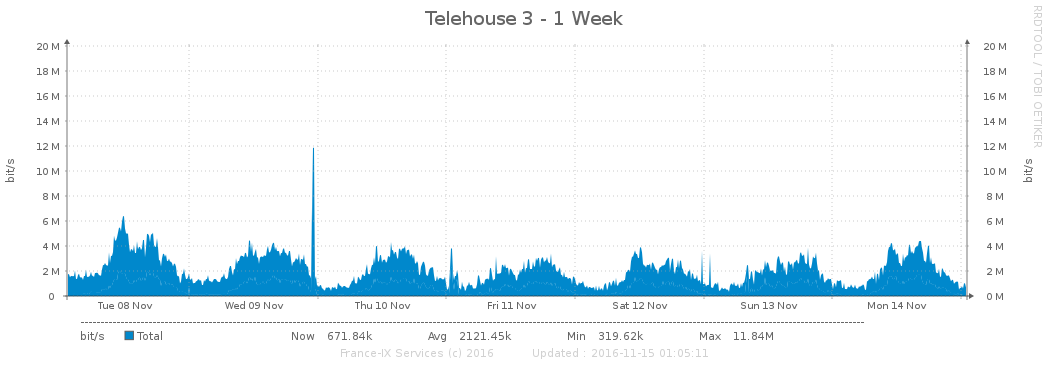 Telehouse 3 - 1 Week
RRDTOOL / TOBI OETIKER
bit/s
bit/s
20 M 20 M
18 M 18 M
16 M 16 M
14 M 14 M
12 M 12 M
10 M 10 M
8 M 8 M
6 M 6 M
4 M 4 M
2 M 2 M
0 0 M
Tue 08 Nov Wed 09 Nov Thu 10 Nov Fri 11 Nov Sat 12 Nov Sun 13 Nov Mon 14 Nov
bit/s Total Now 671.84k Avg 2121.45k Min 319.62k Max 11.84M
France-IX Services (c) 2016 Updated : 2016-11-15 01:05:11